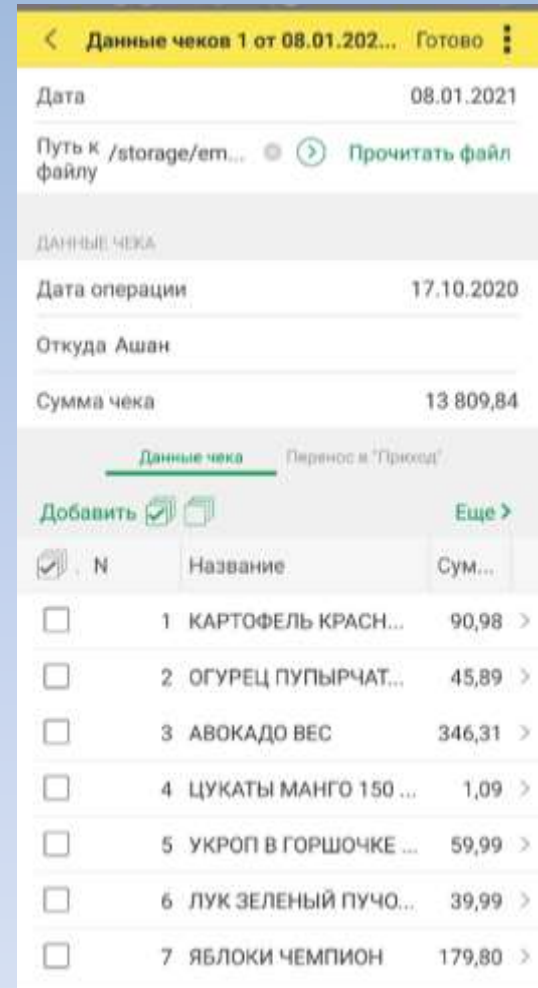 Данные чеков 1 от 08.01.202... Готово
Дата 08.01.2021
Путь к файлу /storage/em... Прочитать файл
ДАННЫЕ ЧЕКА
Дата операции 17.10.2020
Откуда Ашан
Сумма чека 13 809,84
Данные чека Перенос в "Приход"
Добавить Еще >
N Название Сум...
1 КАРТОФЕЛЬ КРАСН... 90,98 >
2 ОГУРЕЦ ПУПЫРЧАТ... 45,89 >
3 АВОКАДО ВЕС 346,31 >
4 ЦУКАТЫ МАНГО 150 ... 1,09 >
5 УКРОП В ГОРШОЧКЕ ... 59,99 >
6 ЛУК ЗЕЛЕНЫЙ ПУЧО... 39,99 >
7 ЯБЛОКИ ЧЕМПИОН 179,80 >